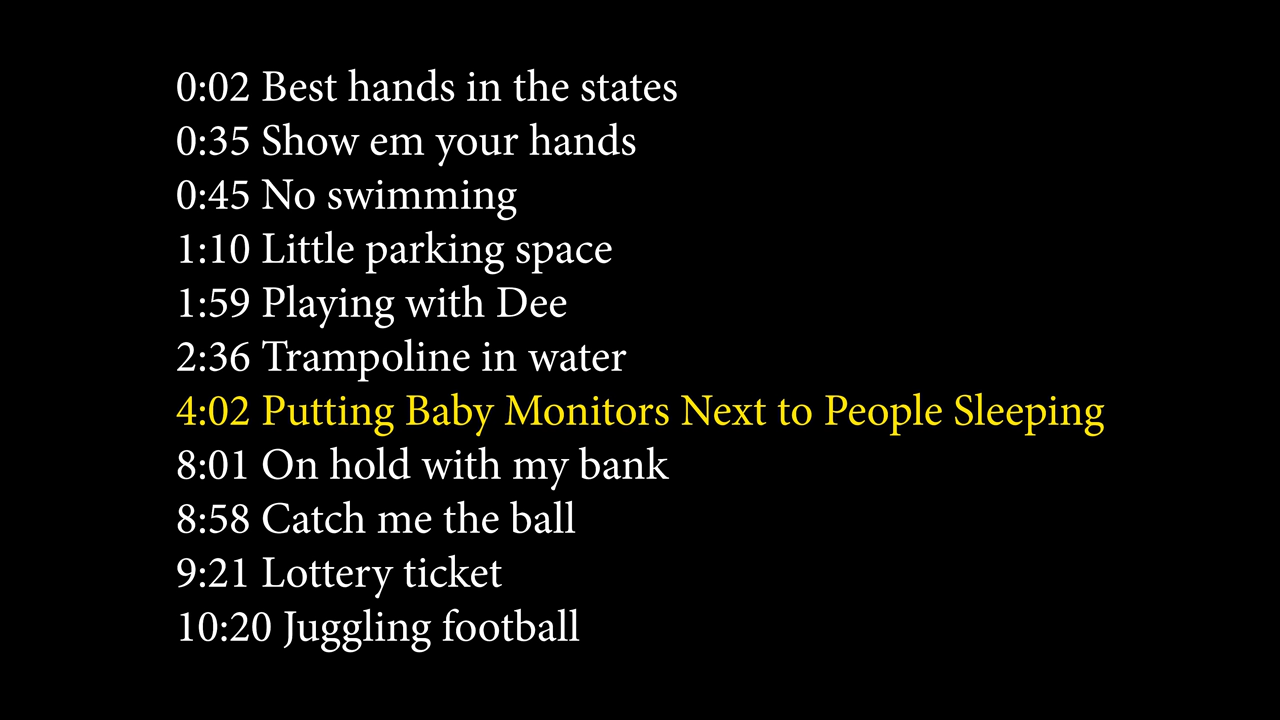 0:02 Best hands in the states
0:35 Show em your hands
0:45 No swimming
1:10 Little parking space
1:59 Playing with Dee
2:36 Trampoline in water
4:02 Putting Baby Monitors Next to People Sleeping
8:01 On hold with my bank
8:58 Catch me the ball
9:21 Lottery ticket
10:20 Juggling football